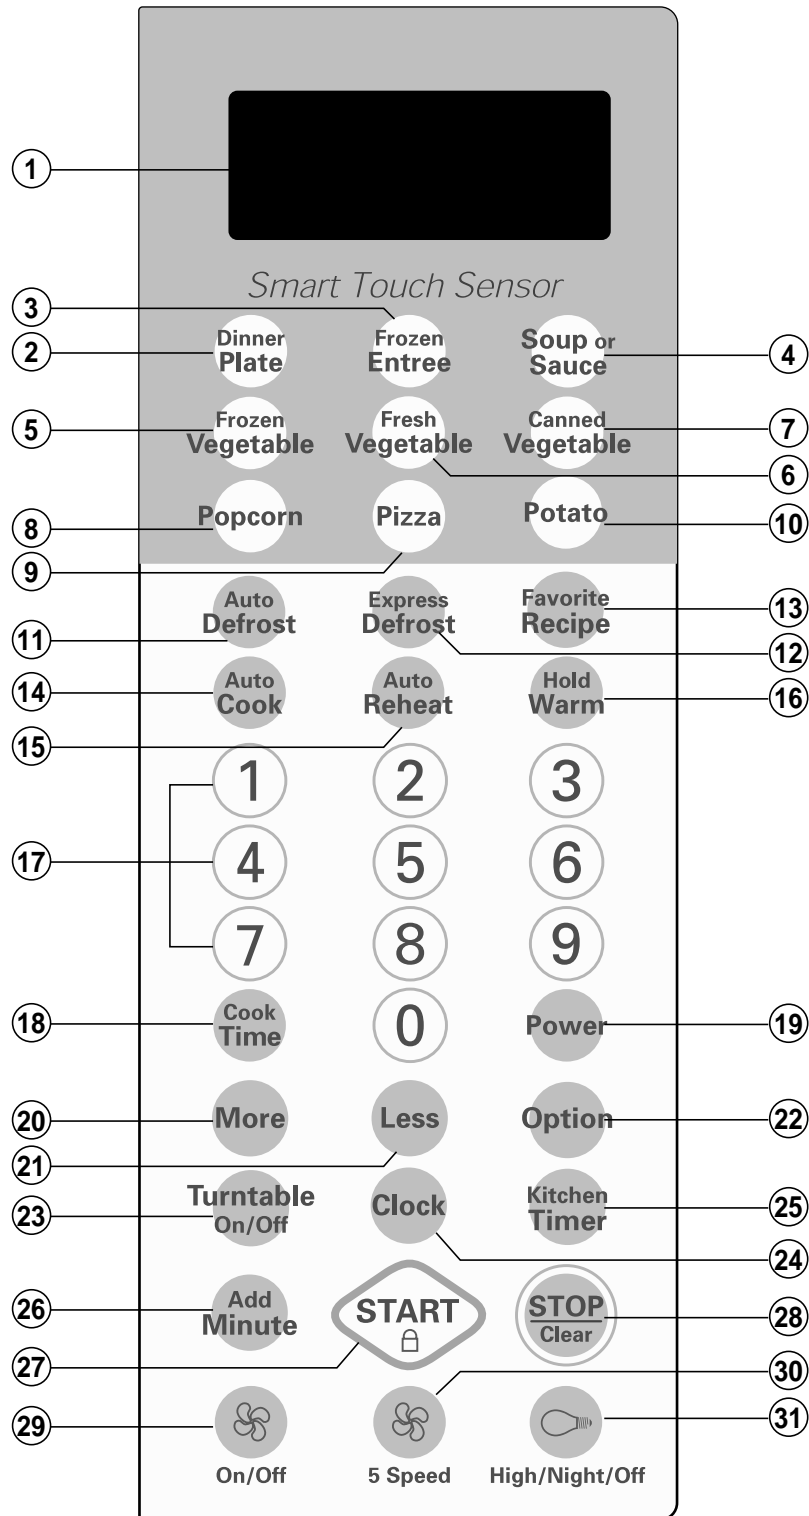 1
Smart Touch Sensor
3
2
Dinner
Plate
Frozen
Entree
Soup or
Sauce
4
5
Frozen
Vegetable
Fresh
Vegetable
Canned
Vegetable
7
6
8
Popcorn
Pizza
Potato
10
9
Auto
Defrost
Express
Defrost
Favorite
Recipe
13
11
12
14
Auto
Cook
Auto
Reheat
Hold
Warm
16
15
1 2 3
17
4 5 6
7 8 9
18
Cook
Time
0
Power
19
20
More
Less
Option
22
21
23
Turntable
On/Off
Clock
Kitchen
Timer
25
24
26
Add
Minute
START
STOP
Clear
28
27
30
29
31
On/Off
5 Speed
High/Night/Off